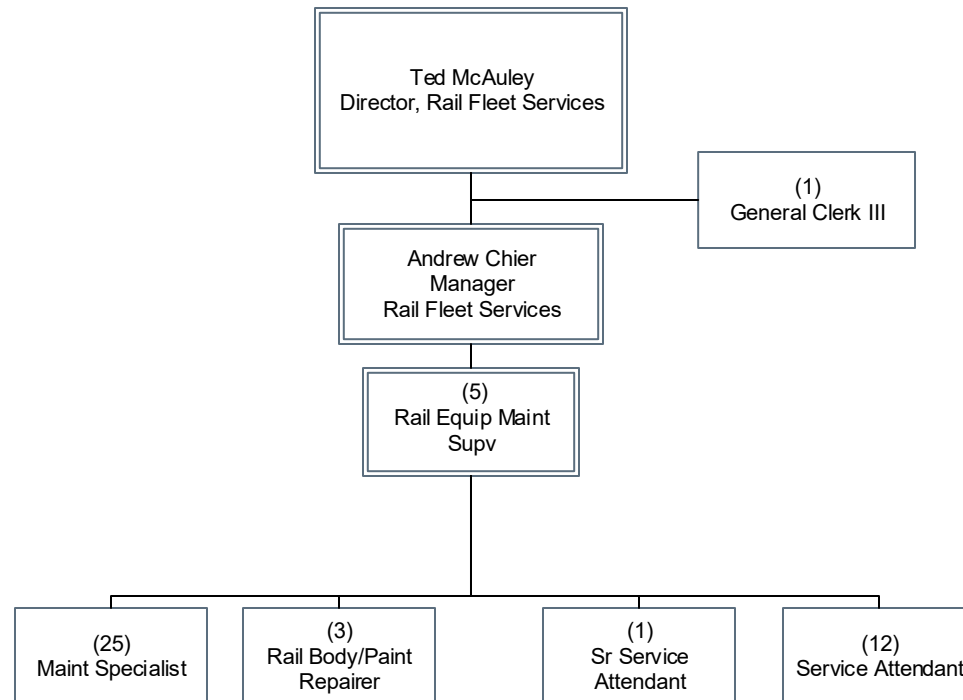 Ted McAuley
Director, Rail Fleet Services
(1)
General Clerk III
Andrew Chier
Manager
Rail Fleet Services
(5)
Rail Equip Maint
Supv
(25)
Maint Specialist
(3)
Rail Body/Paint
Repairer
(1)
Sr Service
Attendant
(12)
Service Attendant